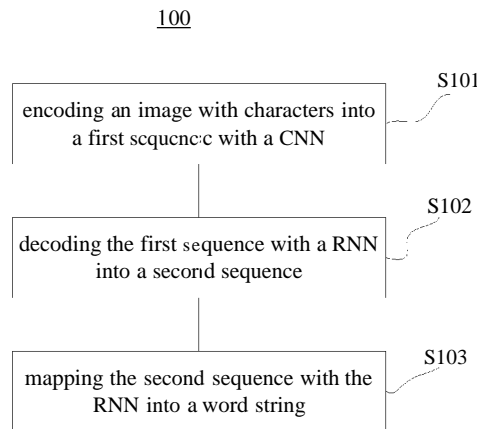 100
S101
encoding an image with characters into
a first sequence with a CNN
S102
decoding the first sequence with a RNN
into a second sequence
S103
mapping the second sequence with the
RNN into a word string